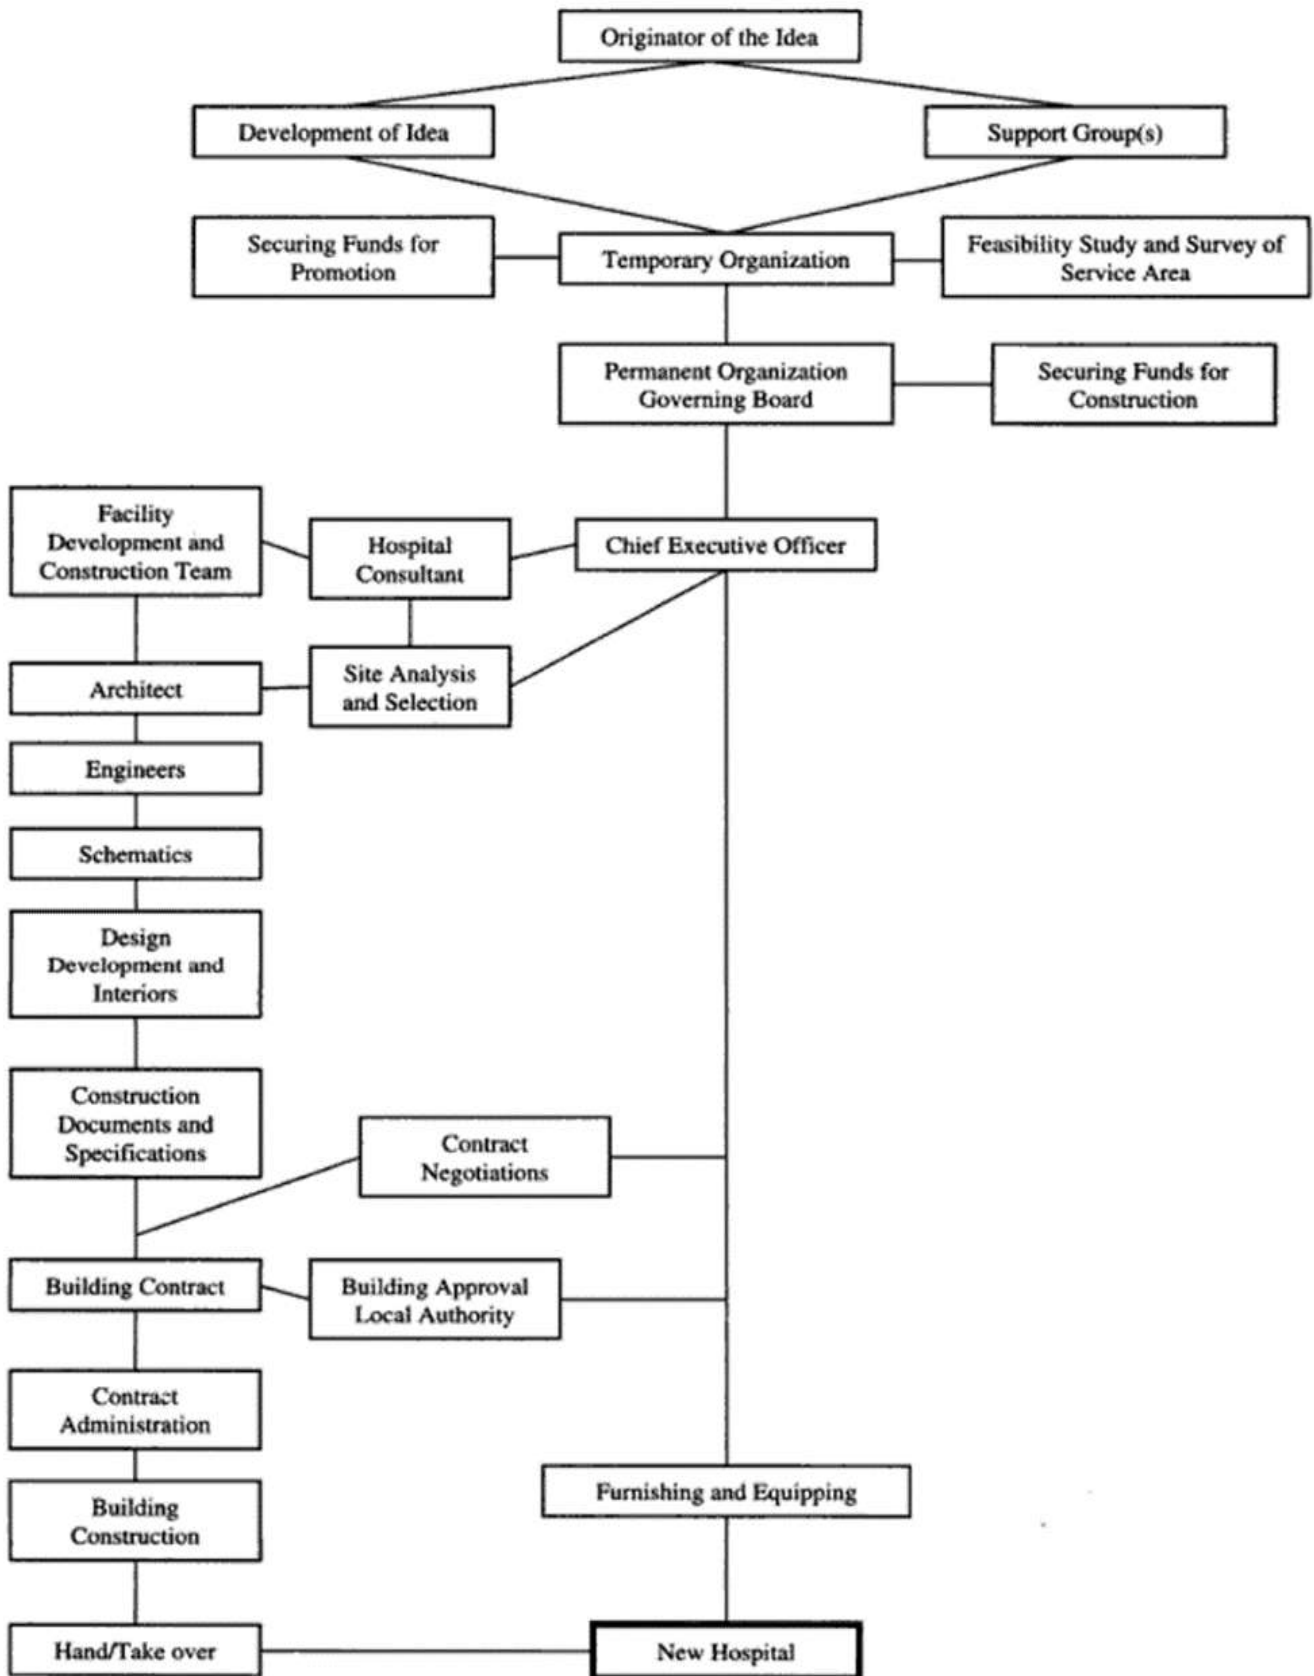 Originator of the Idea
Development of Idea
Support Group(s)
Securing Funds for
Promotion
Temporary Organization
Feasibility Study and Survey of
Service Area
Permanent Organization
Governing Board
Securing Funds for
Construction
Facility
Development and
Construction Team
Hospital
Consultant
Chief Executive Officer
Architect
Site Analysis
and Selection
Engineers
Schematics
Design
Development and
Interiors
Construction
Documents and
Specifications
Contract
Negotiations
Building Contract
Building Approval
Local Authority
Contract
Administration
Furnishing and Equipping
Building
Construction
Hand/Take over
New Hospital